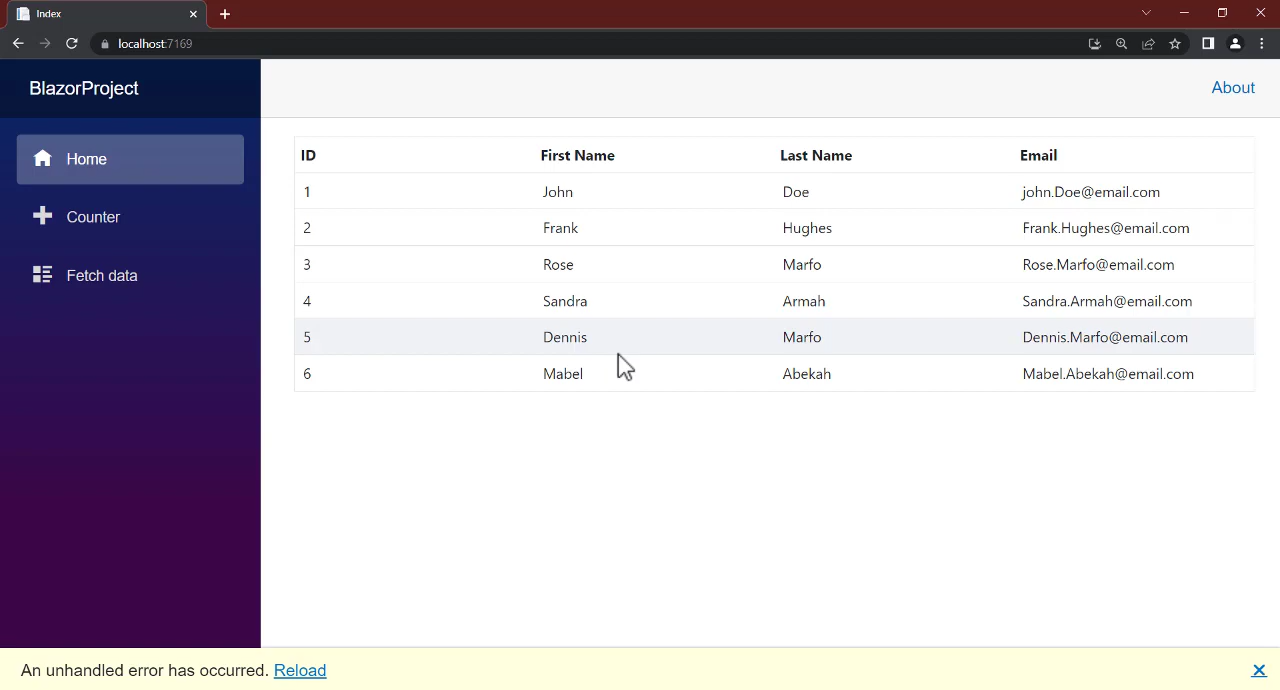 Index
localhost:7169
BlazorProject
About
Home
Counter
Fetch data
ID First Name Last Name Email
1 John Doe john.Doe@email.com
2 Frank Hughes Frank.Hughes@email.com
3 Rose Marfo Rose.Marfo@email.com
4 Sandra Armah Sandra.Armah@email.com
5 Dennis Marfo Dennis.Marfo@email.com
6 Mabel Abekah Mabel.Abekah@email.com
An unhandled error has occurred. Reload